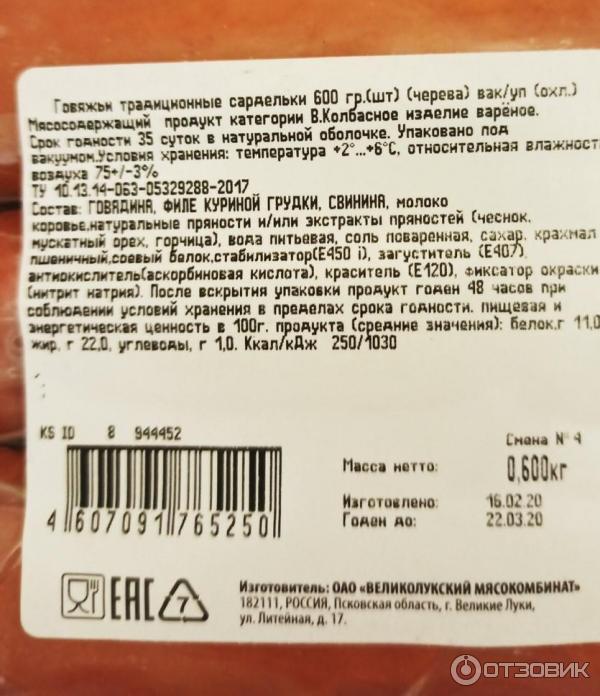 Говяжьи традиционные сардельки 600 гр.(шт) (черева) вак/уп (охл.)
Мясосодержащий продукт категории В.Колбасное изделие варёное.
Срок годности 35 суток в натуральной оболочке. Упаковано под
вакуумом.Условия хранения: температура +2°...+6°С, относительная влажность
воздуха 75+/-3%
ТУ 10.13.14-063-05329288-2017
Состав: ГОВЯДИНА, ФИЛЕ КУРИНОЙ ГРУДКИ, СВИНИНА, молоко
коровье,натуральные пряности и/или экстракты пряностей (чеснок,
мускатный орех, горчица), вода питьевая, соль поваренная, сахар, крахмал
пшеничный,соевый белок,стабилизатор(Е450 i), загуститель (Е407),
антиокислитель(аскорбиновая кислота), краситель (Е120), фиксатор окраски
(нитрит натрия). После вскрытия упаковки продукт годен 48 часов при
соблюдении условий хранения в пределах срока годности. пищевая и
энергетическая ценность в 100г. продукта (средние значения): белок,г 11,0
жир, г 22,0, углеводы, г 1,0. Ккал/кДж 250/1030
KS ID 8 944452
Смена № 4
Масса нетто: 0,600кг
Изготовлено: 16.02.20
Годен до: 22.03.20
4 607091 765250
EAC 7
Изготовитель: ОАО «ВЕЛИКОЛУКСКИЙ МЯСОКОМБИНАТ»
182111, РОССИЯ, Псковская область, г. Великие Луки,
ул. Литейная, д. 17.
ОТЗОВИК